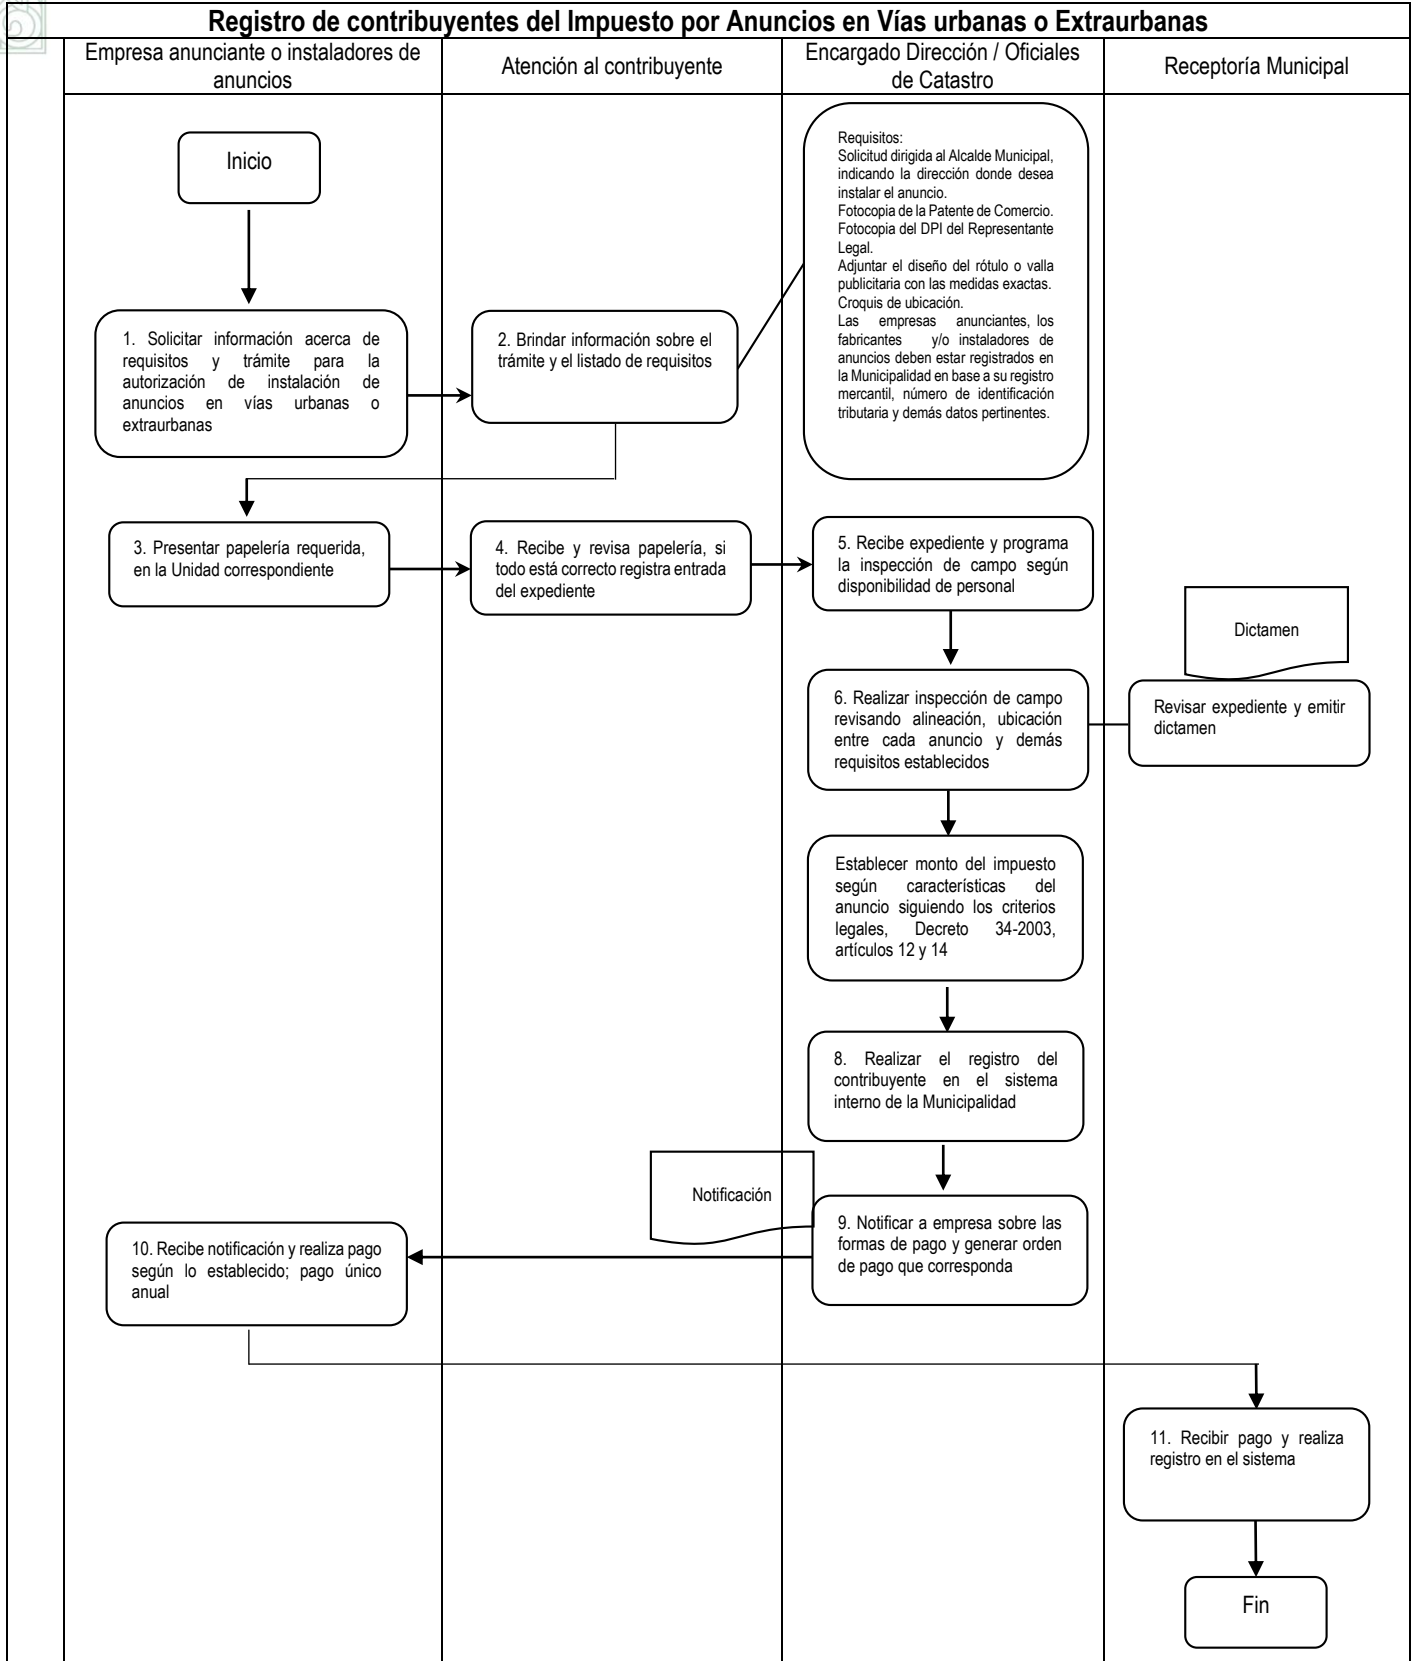 Registro de contribuyentes del Impuesto por Anuncios en Vías urbanas o Extraurbanas
Empresa anunciante o instaladores de
anuncios
Atención al contribuyente
Encargado Dirección / Oficiales
de Catastro
Receptoría Municipal
Inicio
Requisitos:
Solicitud dirigida al Alcalde Municipal,
indicando la dirección donde desea
instalar el anuncio.
Fotocopia de la Patente de Comercio.
Fotocopia del DPI del Representante
Legal.
Adjuntar el diseño del rótulo o valla
publicitaria con las medidas exactas.
Croquis de ubicación.
Las empresas anunciantes, los
fabricantes y/o instaladores de
anuncios deben estar registrados en
la Municipalidad en base a su registro
mercantil, número de identificación
tributaria y demás datos pertinentes.
1. Solicitar información acerca de
requisitos y trámite para la
autorización de instalación de
anuncios en vías urbanas o
extraurbanas
2. Brindar información sobre el
trámite y el listado de requisitos
3. Presentar papelería requerida,
en la Unidad correspondiente
4. Recibe y revisa papelería, si
todo está correcto registra entrada
del expediente
5. Recibe expediente y programa
la inspección de campo según
disponibilidad de personal
Dictamen
6. Realizar inspección de campo
revisando alineación, ubicación
entre cada anuncio y demás
requisitos establecidos
Revisar expediente y emitir
dictamen
Establecer monto del impuesto
según características del
anuncio siguiendo los criterios
legales, Decreto 34-2003,
artículos 12 y 14
8. Realizar el registro del
contribuyente en el sistema
interno de la Municipalidad
Notificación
9. Notificar a empresa sobre las
formas de pago y generar orden
de pago que corresponda
10. Recibe notificación y realiza pago
según lo establecido; pago único
anual
11. Recibir pago y realiza
registro en el sistema
Fin